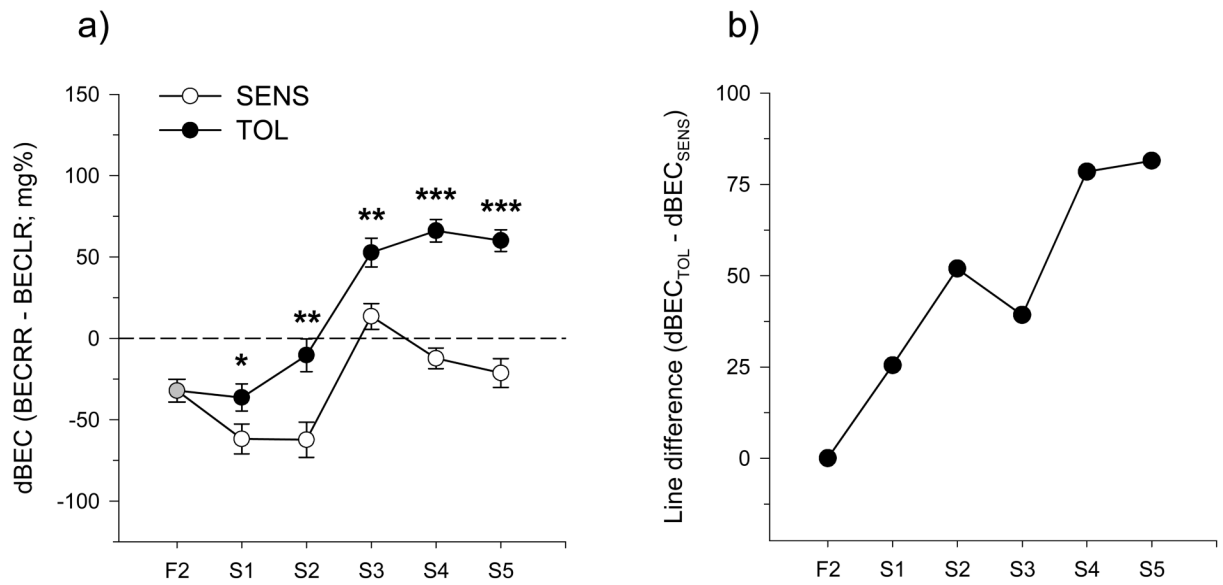 a)
SENS
TOL
dBEC (BECRR - BECLR; mg%)
150
100
50
0
-50
-100
*
**
**
***
***
F2 S1 S2 S3 S4 S5
b)
Line difference (dBECTOL - dBECSENS)
100
75
50
25
0
F2 S1 S2 S3 S4 S5